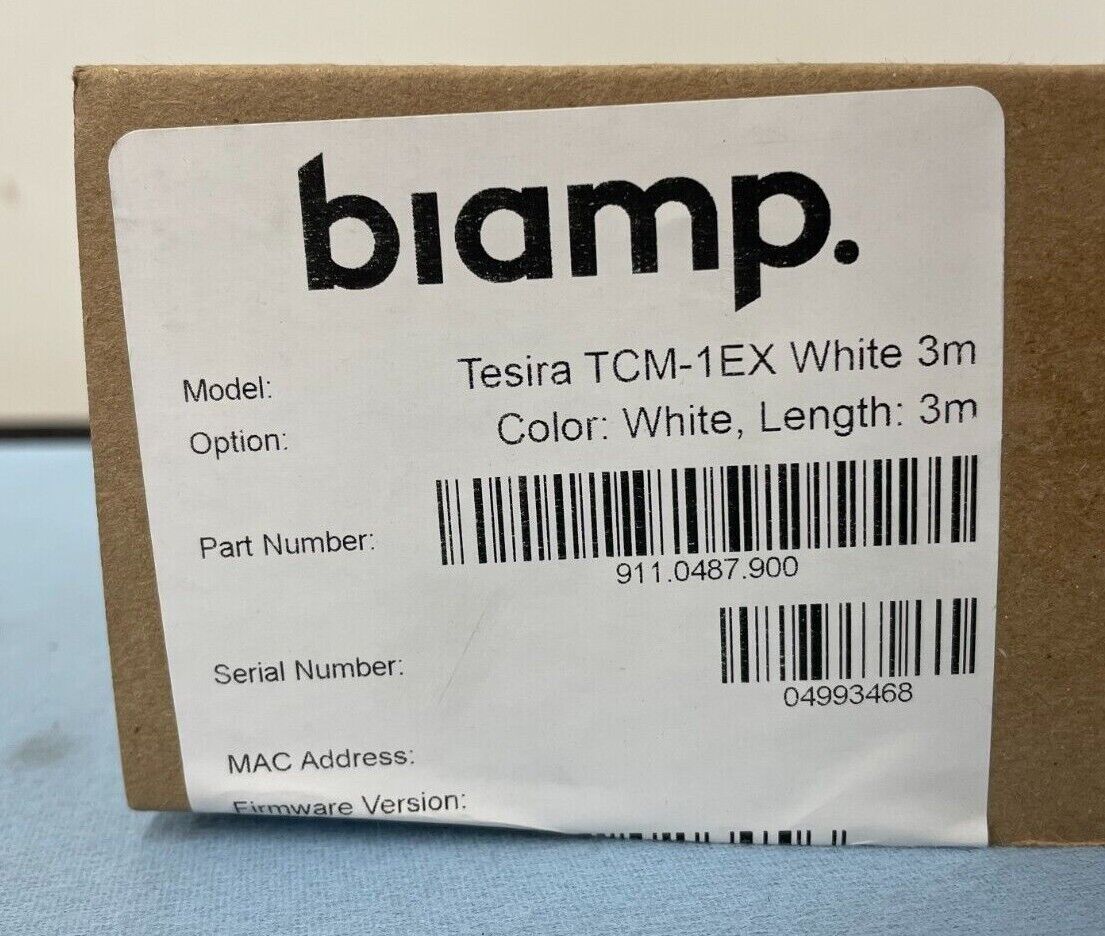 biamp.
Model: Tesira TCM-1EX White 3m
Option: Color: White, Length: 3m
Part Number:
911.0487.900
Serial Number:
04993468
MAC Address:
Firmware Version: